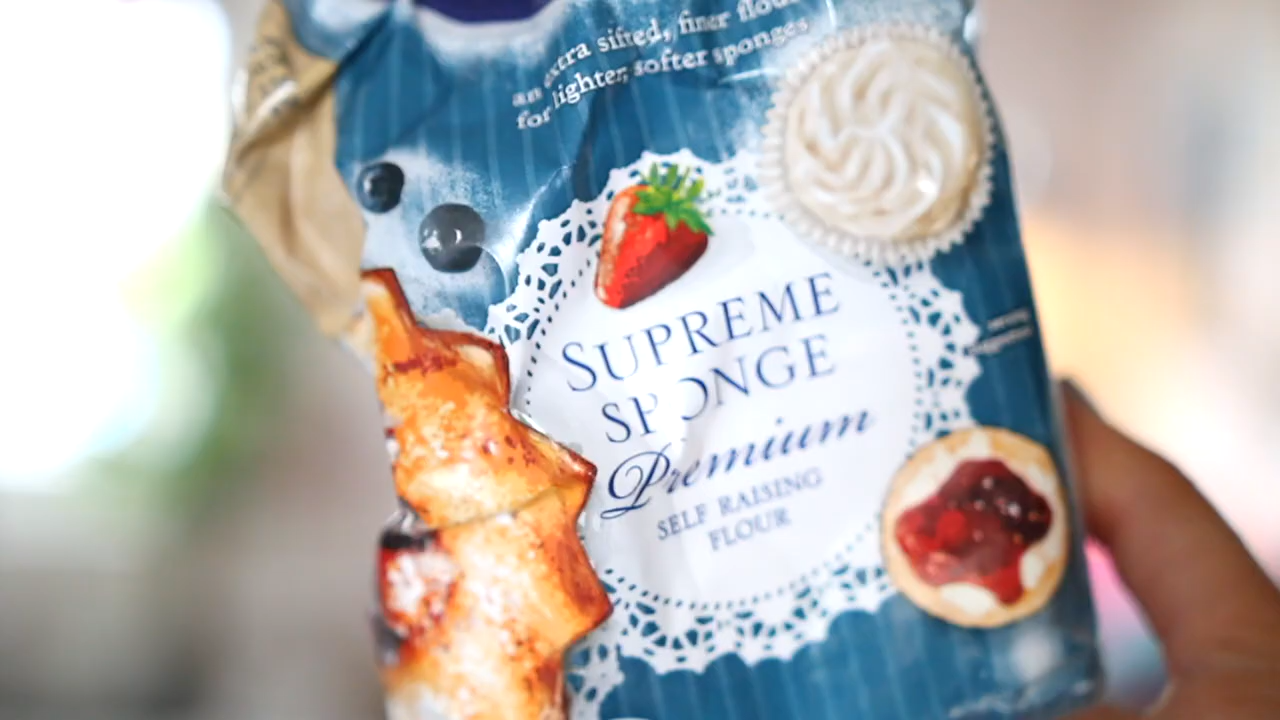 an extra sifted, finer flour
for lighter, softer sponges
SUPREME
SPONGE
Premium
SELF RAISING
FLOUR